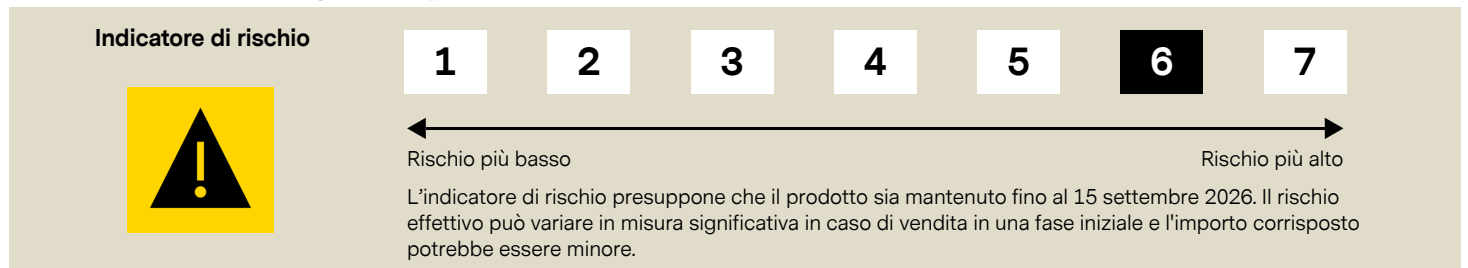 Indicatore di rischio
1 2 3 4 5 6 7
Rischio più basso Rischio più alto
L’indicatore di rischio presuppone che il prodotto sia mantenuto fino al 15 settembre 2026. Il rischio
effettivo può variare in misura significativa in caso di vendita in una fase iniziale e l'importo corrisposto
potrebbe essere minore.